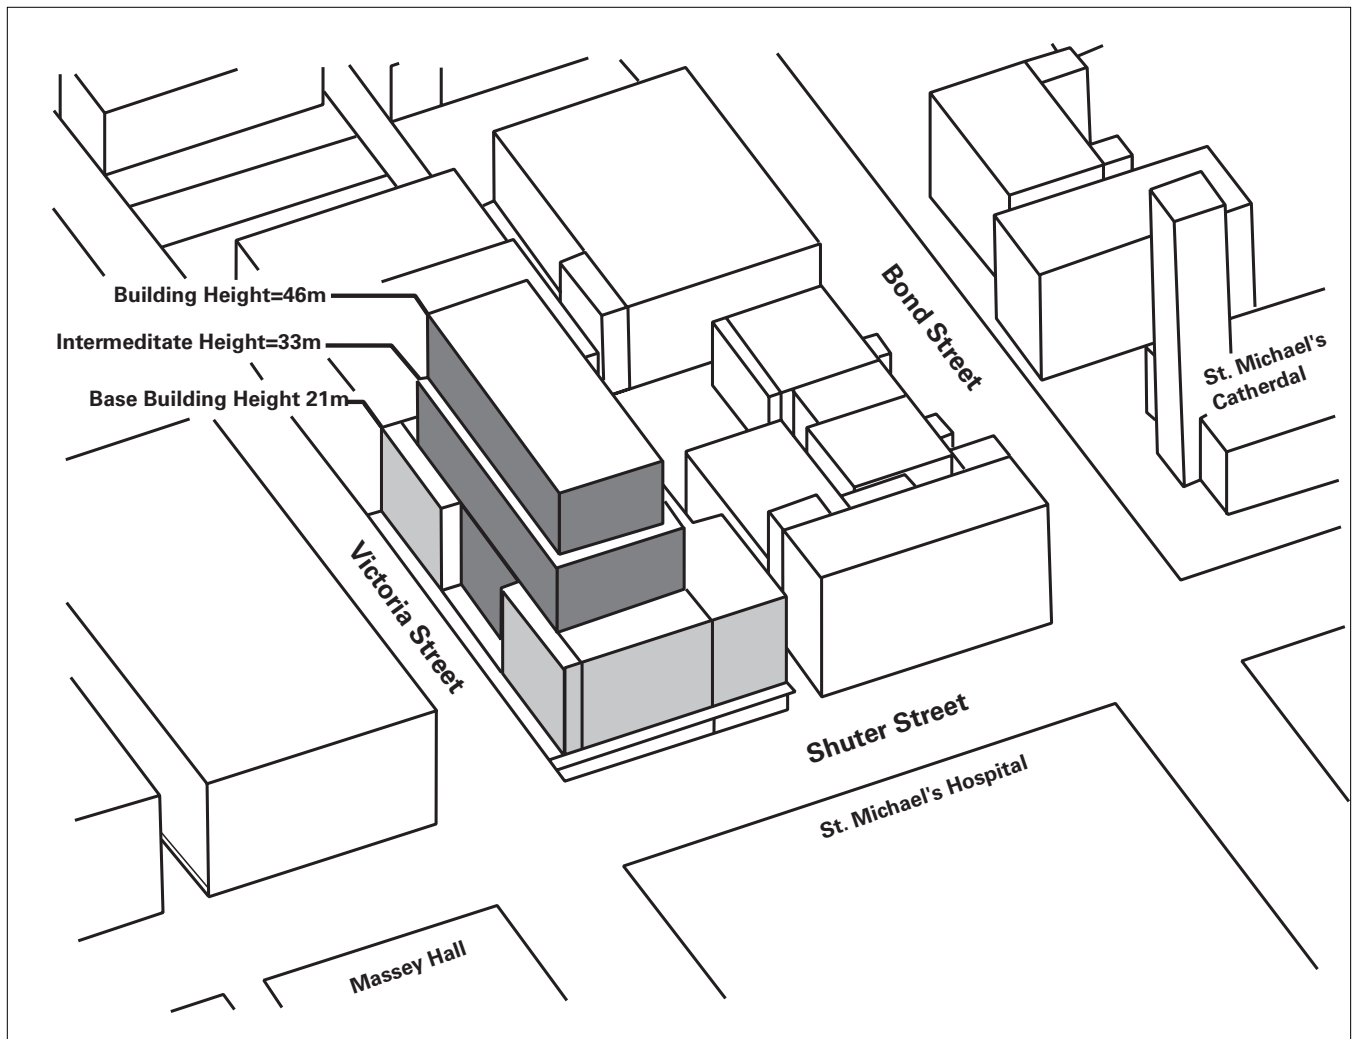 Building Height=46m
Intermeditate Height=33m
Base Building Height 21m
Bond Street
St. Michael's
Catherdal
Victoria Street
Shuter Street
St. Michael's Hospital
Massey Hall